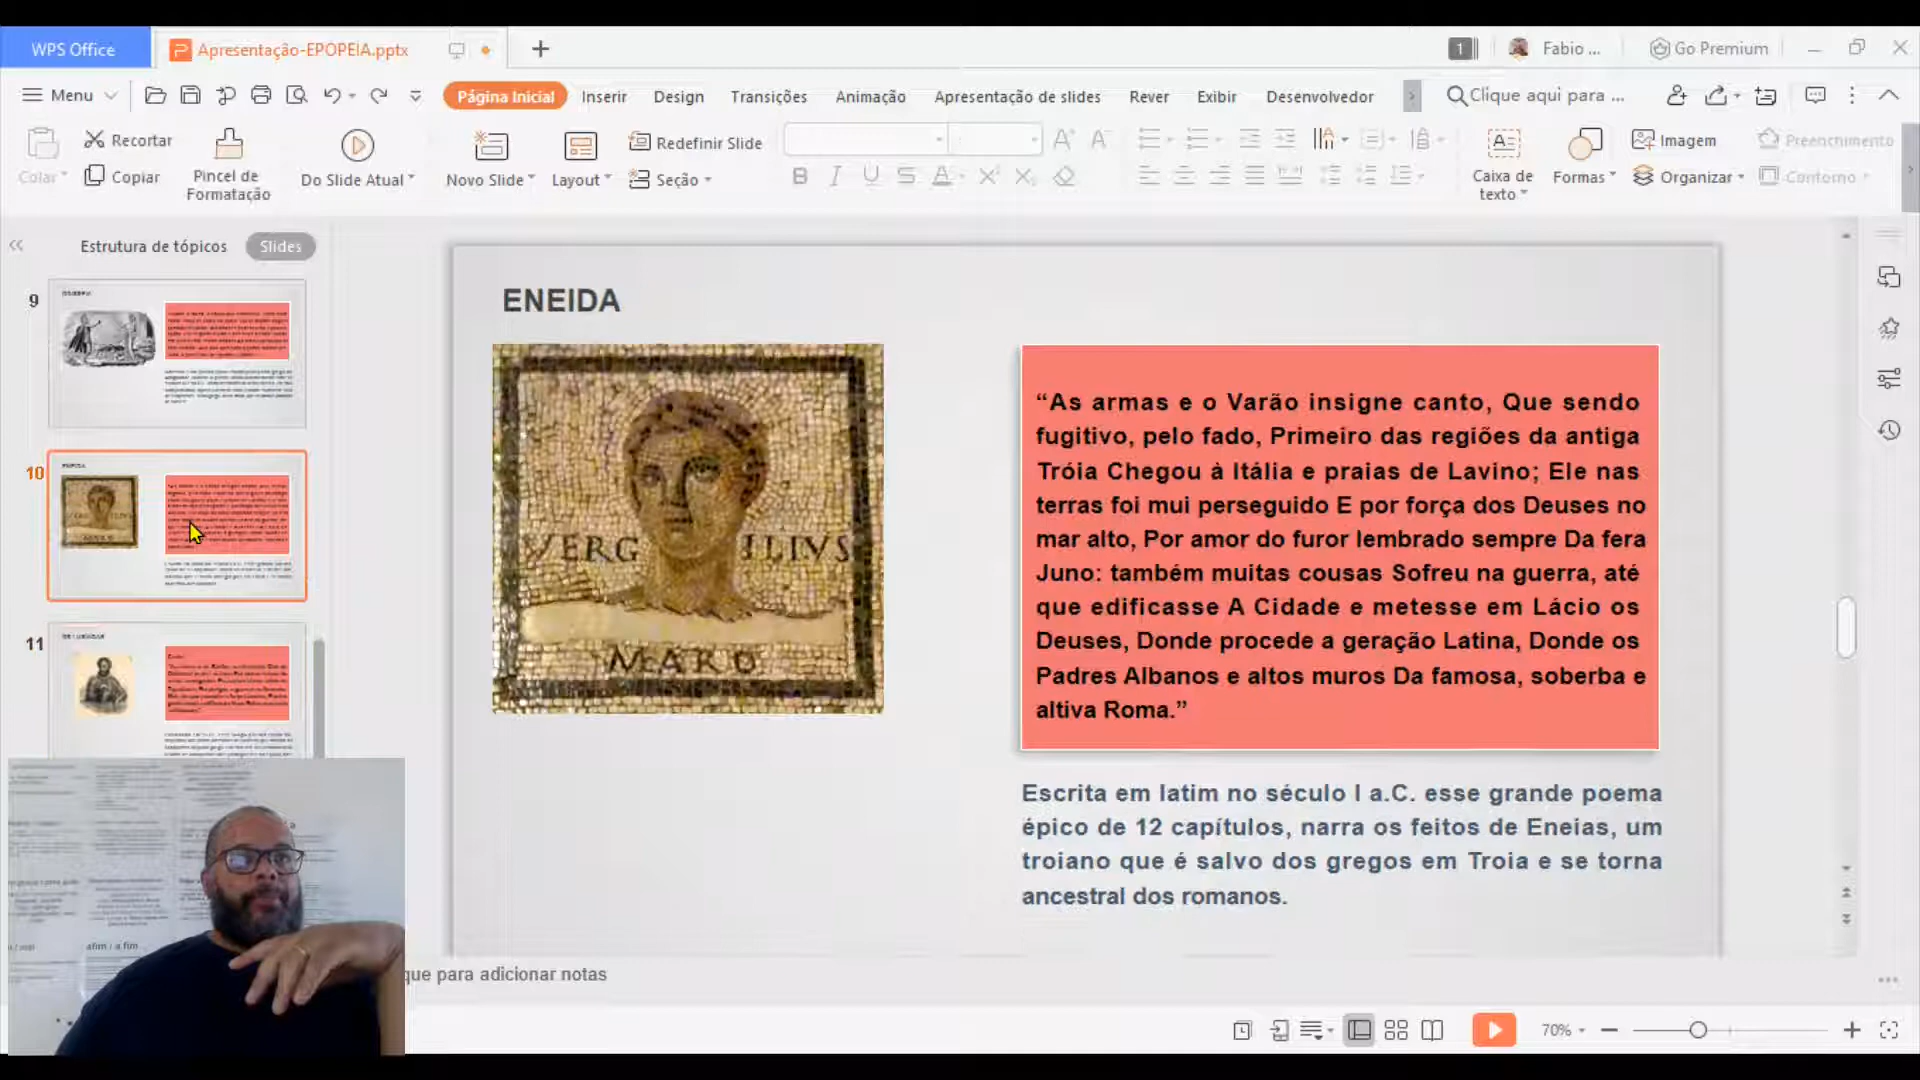 WPS Office
Apresentação-EPOPEIA.pptx
1
Fabio ...
Go Premium
Menu
Página Inicial
Inserir
Design
Transições
Animação
Apresentação de slides
Rever
Exibir
Desenvolvedor
Clique aqui para ...
Colar
Recortar
Copiar
Pincel de
Formatação
Do Slide Atual
Novo Slide
Layout
Redefinir Slide
Seção
Caixa de
texto
Formas
Imagem
Organizar
Preenchimento
Contorno
Estrutura de tópicos
Slides
9
10
ENEIDA
11
ENEIDA
VERG ILIVS
MARO
“As armas e o Varão insigne canto, Que sendo
fugitivo, pelo fado, Primeiro das regiões da antiga
Tróia Chegou à Itália e praias de Lavino; Ele nas
terras foi mui perseguido E por força dos Deuses no
mar alto, Por amor do furor lembrado sempre Da fera
Juno: também muitas cousas Sofreu na guerra, até
que edificasse A Cidade e metesse em Lácio os
Deuses, Donde procede a geração Latina, Donde os
Padres Albanos e altos muros Da famosa, soberba e
altiva Roma.”
Escrita em latim no século I a.C. esse grande poema
épico de 12 capítulos, narra os feitos de Eneias, um
troiano que é salvo dos gregos em Troia e se torna
ancestral dos romanos.
afim / a fim
que para adicionar notas
70%